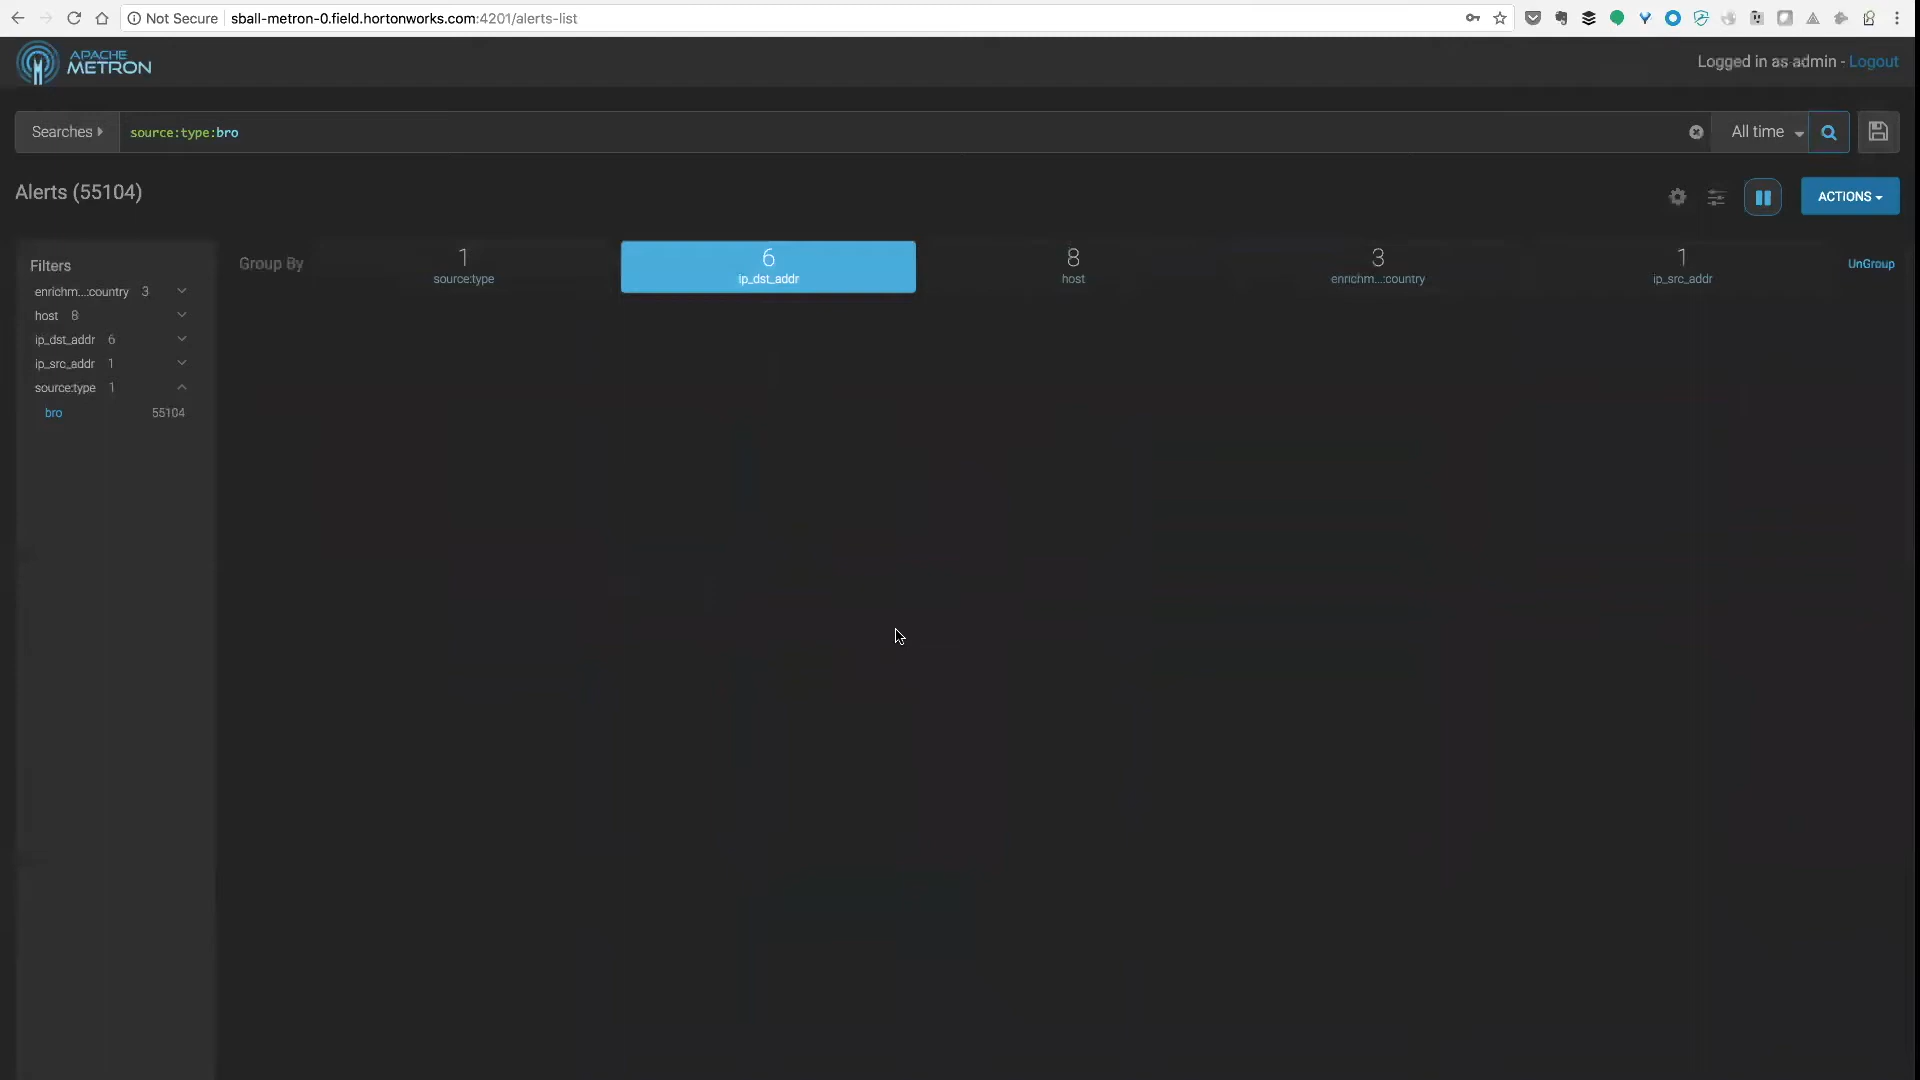 Not Secure sball-metron-0.field.hortonworks.com:4201/alerts-list
APACHE
METRON
Logged in as admin - Logout
Searches source:type:bro All time
Alerts (55104)
ACTIONS
Filters
enrichm...:country 3
host 8
ip_dst_addr 6
ip_src_addr 1
source:type 1
bro 55104
Group By
1
source:type
6
ip_dst_addr
8
host
3
enrichm...:country
1
ip_src_addr
UnGroup